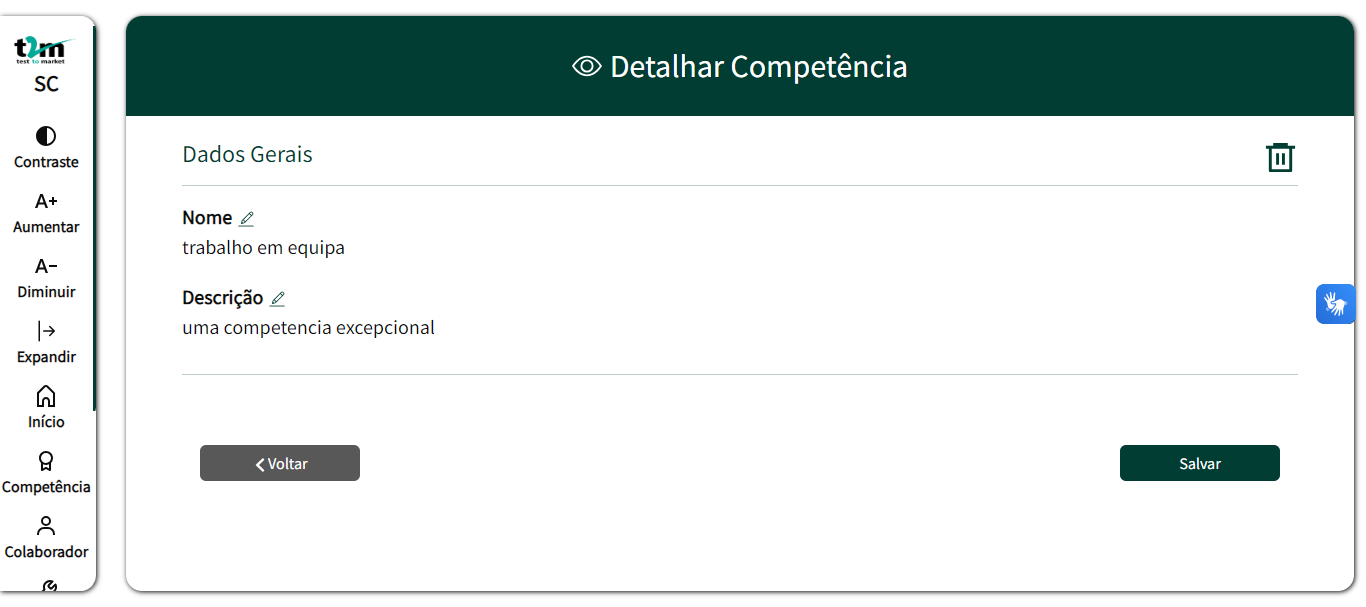 t2m
test to market
SC
Contraste
A+
Aumentar
A-
Diminuir
Expandir
Início
Competência
Colaborador
Detalhar Competência
Dados Gerais
Nome
trabalho em equipa
Descrição
uma competencia excepcional
Voltar
Salvar